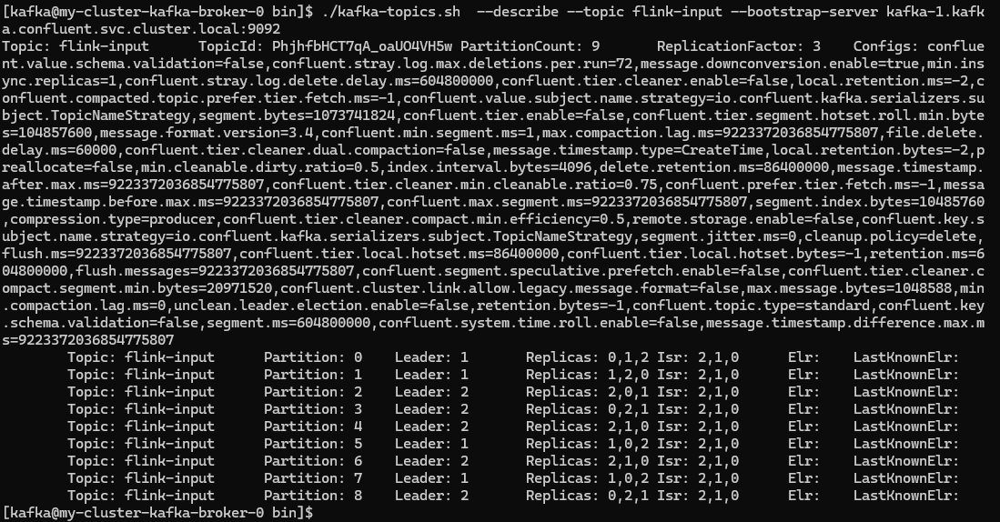 [kafka@my-cluster-kafka-broker-0 bin]$ ./kafka-topics.sh  --describe --topic flink-input --bootstrap-server kafka-1.kafk
a.confluent.svc.cluster.local:9092
Topic: flink-input      TopicId: PhjhfbHCT7qA_oaUO4VH5w PartitionCount: 9       ReplicationFactor: 3    Configs: conflue
nt.value.schema.validation=false,confluent.stray.log.max.deletions.per.run=72,message.downconversion.enable=true,min.ins
ync.replicas=1,confluent.stray.log.delete.delay.ms=604800000,confluent.tier.cleaner.enable=false,local.retention.ms=-2,c
onfluent.compacted.topic.prefer.tier.fetch.ms=-1,confluent.value.subject.name.strategy=io.confluent.kafka.serializers.su
bject.TopicNameStrategy,segment.bytes=1073741824,confluent.tier.enable=false,confluent.tier.segment.hotset.roll.min.byte
s=104857600,message.format.version=3.4,confluent.min.segment.ms=1,max.compaction.lag.ms=9223372036854775807,file.delete.
delay.ms=60000,confluent.tier.cleaner.dual.compaction=false,message.timestamp.type=CreateTime,local.retention.bytes=-2,p
reallocate=false,min.cleanable.dirty.ratio=0.5,index.interval.bytes=4096,delete.retention.ms=86400000,message.timestamp.
after.max.ms=9223372036854775807,confluent.tier.cleaner.min.cleanable.ratio=0.75,confluent.prefer.tier.fetch.ms=-1,messa
ge.timestamp.before.max.ms=9223372036854775807,confluent.max.segment.ms=9223372036854775807,segment.index.bytes=10485760
,compression.type=producer,confluent.tier.cleaner.compact.min.efficiency=0.5,remote.storage.enable=false,confluent.key.s
ubject.name.strategy=io.confluent.kafka.serializers.subject.TopicNameStrategy,segment.jitter.ms=0,cleanup.policy=delete,
flush.ms=9223372036854775807,confluent.tier.local.hotset.ms=86400000,confluent.tier.local.hotset.bytes=-1,retention.ms=6
04800000,flush.messages=9223372036854775807,confluent.segment.speculative.prefetch.enable=false,confluent.tier.cleaner.c
ompact.segment.min.bytes=20971520,confluent.cluster.link.allow.legacy.message.format=false,max.message.bytes=1048588,min
.compaction.lag.ms=0,unclean.leader.election.enable=false,retention.bytes=-1,confluent.topic.type=standard,confluent.key
.schema.validation=false,segment.ms=604800000,confluent.system.time.roll.enable=false,message.timestamp.difference.max.m
s=9223372036854775807
        Topic: flink-input      Partition: 0    Leader: 1       Replicas: 0,1,2 Isr: 2,1,0      Elr:    LastKnownElr:
        Topic: flink-input      Partition: 1    Leader: 1       Replicas: 1,2,0 Isr: 2,1,0      Elr:    LastKnownElr:
        Topic: flink-input      Partition: 2    Leader: 2       Replicas: 2,0,1 Isr: 2,1,0      Elr:    LastKnownElr:
        Topic: flink-input      Partition: 3    Leader: 2       Replicas: 0,2,1 Isr: 2,1,0      Elr:    LastKnownElr:
        Topic: flink-input      Partition: 4    Leader: 2       Replicas: 2,1,0 Isr: 2,1,0      Elr:    LastKnownElr:
        Topic: flink-input      Partition: 5    Leader: 1       Replicas: 1,0,2 Isr: 2,1,0      Elr:    LastKnownElr:
        Topic: flink-input      Partition: 6    Leader: 2       Replicas: 2,1,0 Isr: 2,1,0      Elr:    LastKnownElr:
        Topic: flink-input      Partition: 7    Leader: 1       Replicas: 1,0,2 Isr: 2,1,0      Elr:    LastKnownElr:
        Topic: flink-input      Partition: 8    Leader: 2       Replicas: 0,2,1 Isr: 2,1,0      Elr:    LastKnownElr:
[kafka@my-cluster-kafka-broker-0 bin]$